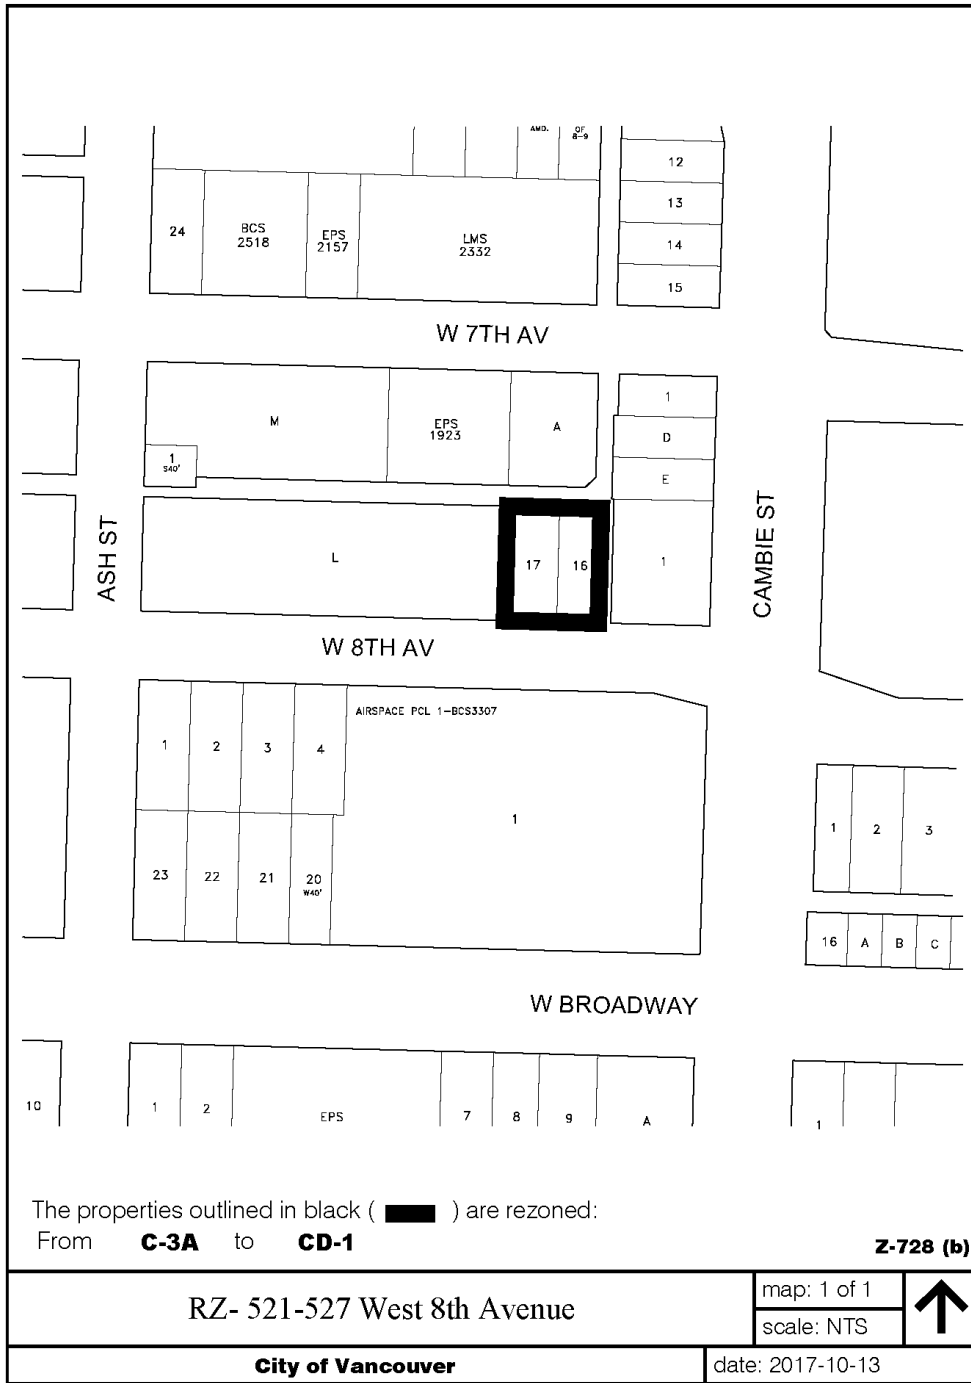 AMD.
OF
8-9
12
13
14
15
24
BCS
2518
EPS
2157
LMS
2332
W 7TH AV
M
EPS
1923
A
1
S40'
1
D
E
ASH ST
L
17
16
1
CAMBIE ST
W 8TH AV
AIRSPACE PCL 1-BCS3307
1
2
3
4
1
23
22
21
20
W40'
1
2
3
16
A
B
C
W BROADWAY
10
1
2
EPS
7
8
9
A
1
The properties outlined in black ( ) are rezoned:
From C-3A to CD-1
Z-728 (b)
RZ- 521-527 West 8th Avenue
map: 1 of 1
scale: NTS
City of Vancouver
date: 2017-10-13